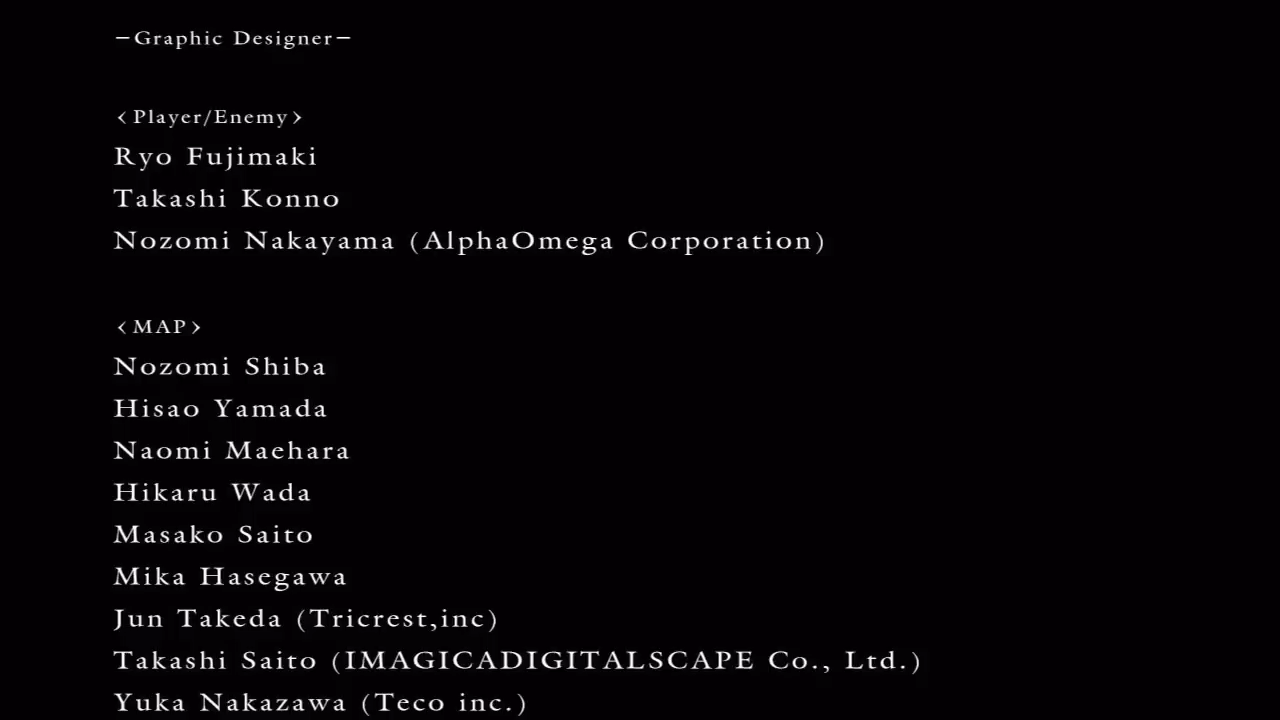 −Graphic Designer−
‹Player/Enemy›
Ryo Fujimaki
Takashi Konno
Nozomi Nakayama (AlphaOmega Corporation)
‹MAP›
Nozomi Shiba
Hisao Yamada
Naomi Maehara
Hikaru Wada
Masako Saito
Mika Hasegawa
Jun Takeda (Tricrest,inc)
Takashi Saito (IMAGICADIGITALSCAPE Co., Ltd.)
Yuka Nakazawa (Teco inc.)